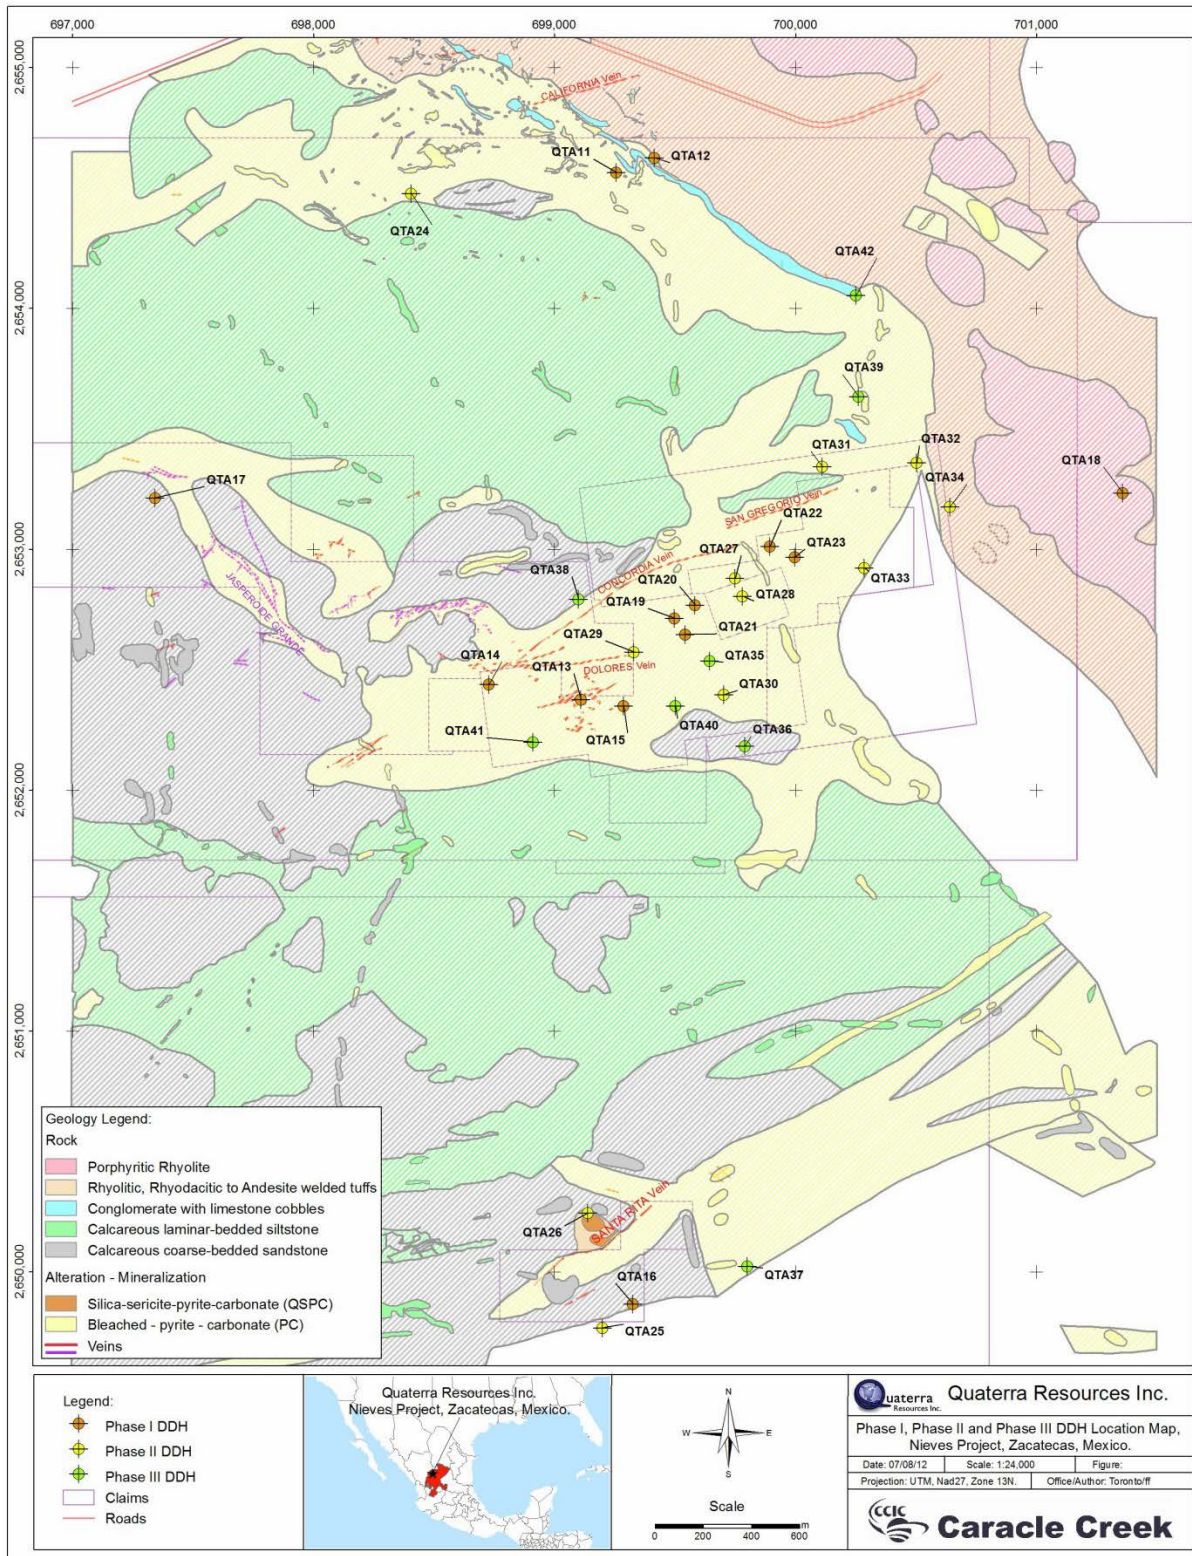 697,000
698,000
699,000
700,000
701,000
2,655,000
2,654,000
2,653,000
2,652,000
2,651,000
2,650,000
CALIFORNIA Vein
QTA11
QTA12
QTA24
QTA42
QTA39
QTA31
QTA32
QTA18
QTA34
QTA17
SAN GREGORIO Vein
QTA22
QTA23
QTA27
QTA33
QTA38
CONCORDIA Vein
QTA20
QTA28
JASPEROIDE GRANDE
QTA19
QTA21
QTA29
QTA35
QTA14
QTA13
DOLORES Vein
QTA30
QTA41
QTA15
QTA40
QTA36
SANTA RITA Vein
QTA26
QTA16
QTA37
QTA25
Geology Legend:
Rock
Porphyritic Rhyolite
Rhyolitic, Rhyodacitic to Andesite welded tuffs
Conglomerate with limestone cobbles
Calcareous laminar-bedded siltstone
Calcareous coarse-bedded sandstone
Alteration - Mineralization
Silica-sericite-pyrite-carbonate (QSPC)
Bleached - pyrite - carbonate (PC)
Veins
Legend:
Phase I DDH
Phase II DDH
Phase III DDH
Claims
Roads
Quaterra Resources Inc.
Nieves Project, Zacatecas, Mexico.
N
W
E
S
Scale
0 200 400 600 m
Quaterra
Resources Inc.
Quaterra Resources Inc.
Phase I, Phase II and Phase III DDH Location Map,
Nieves Project, Zacatecas, Mexico.
Date: 07/08/12 Scale: 1:24,000 Figure:
Projection: UTM, Nad27, Zone 13N. Office/Author: Toronto/ff
CCIC
Caracle Creek